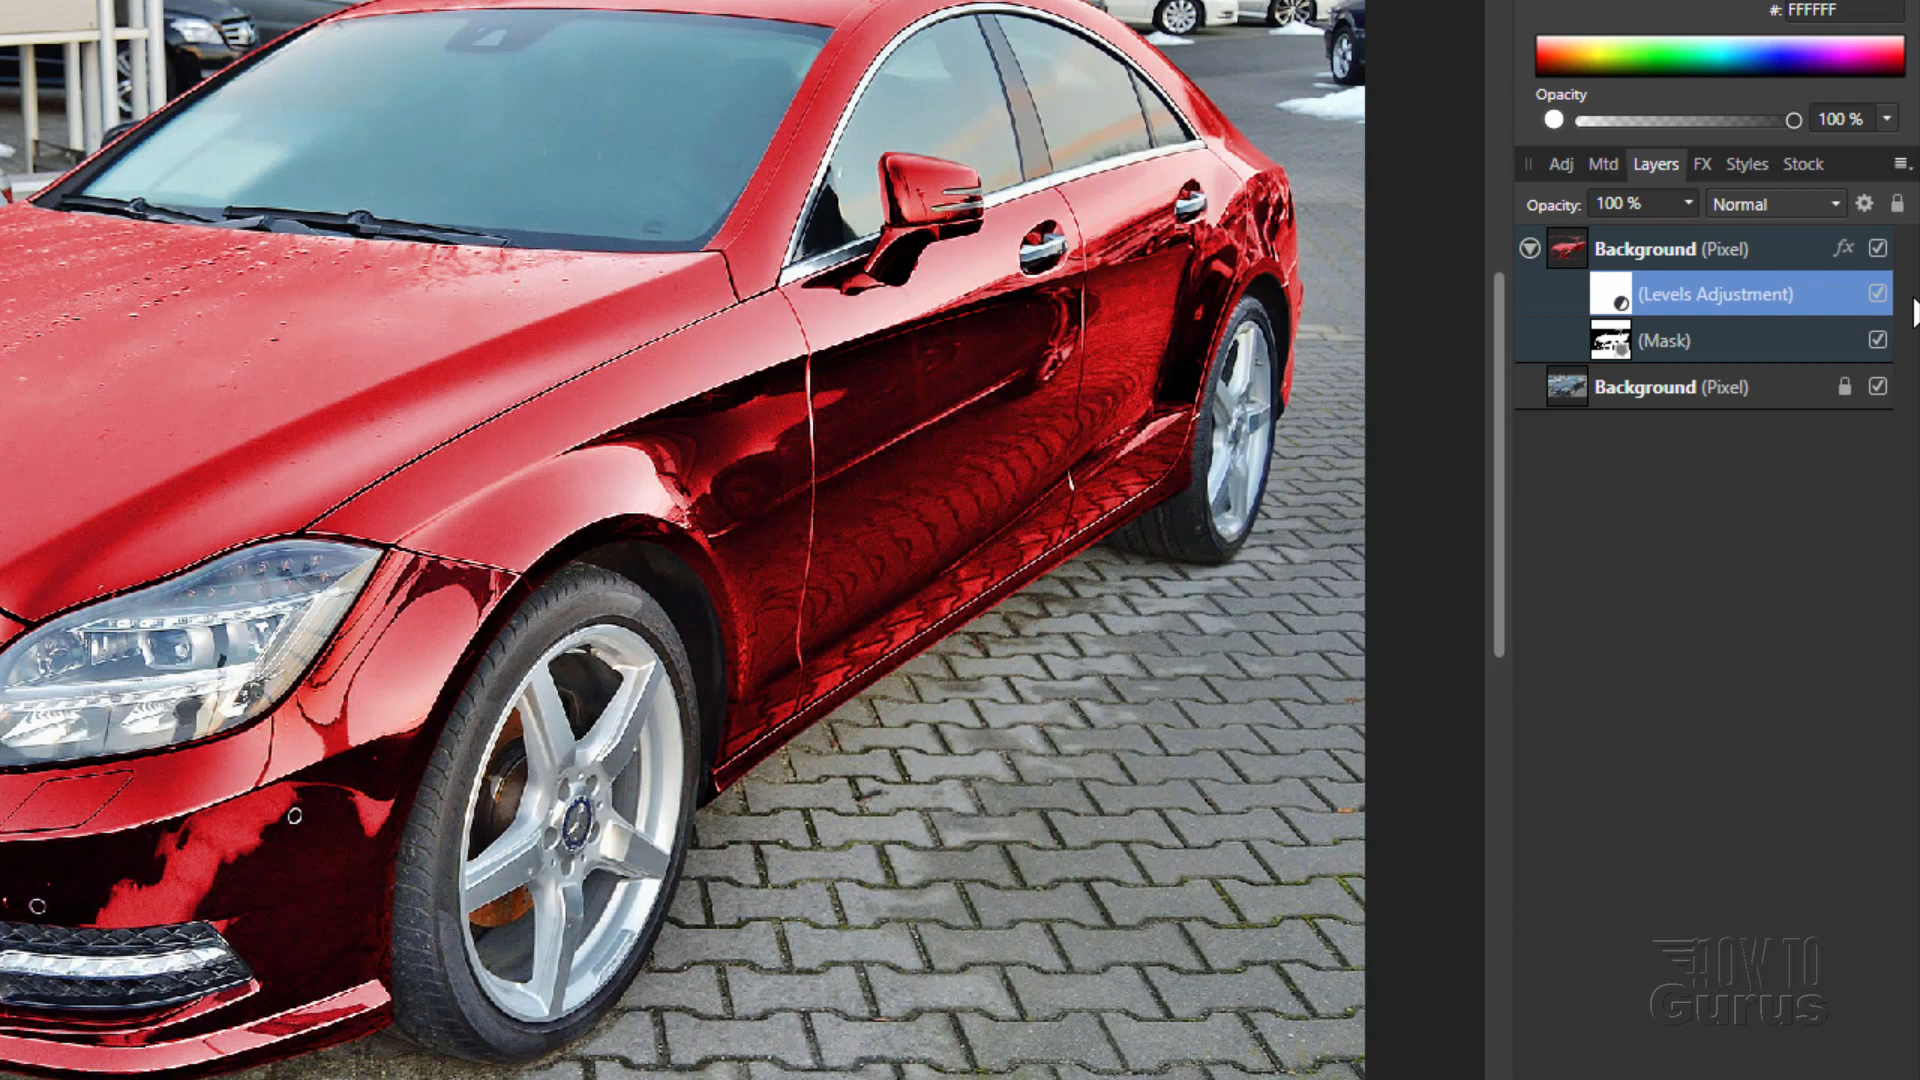 #: FFFFFF
Opacity
100 %
Adj Mtd Layers FX Styles Stock
Opacity: 100 % Normal
Background (Pixel) fx
(Levels Adjustment)
(Mask)
Background (Pixel)
HOW TO
Gurus